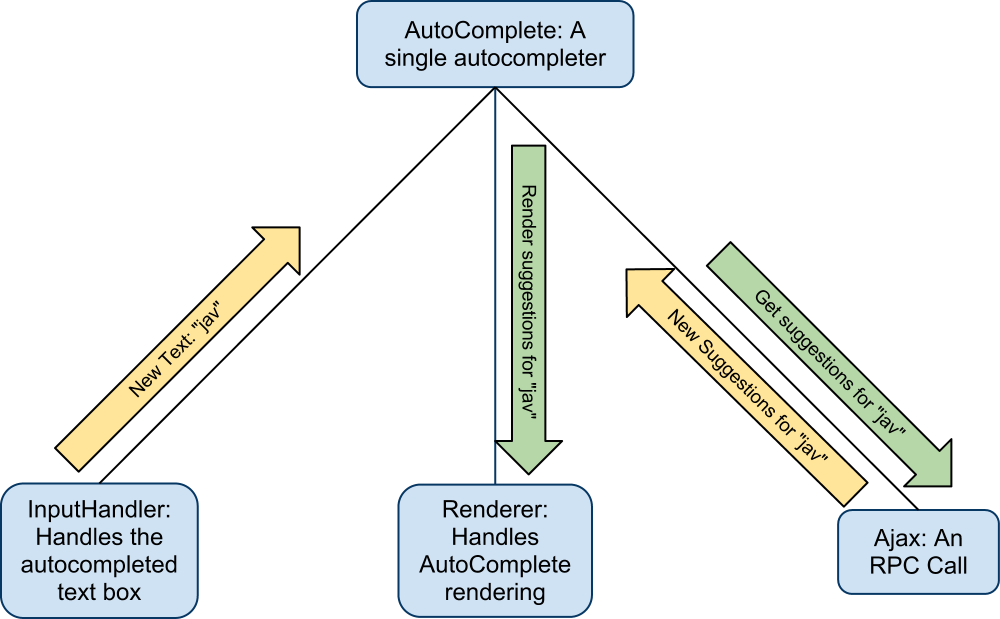 AutoComplete: A
single autocompleter
Render suggestions for "jav"
New Text: "jav"
Get suggestions for "jav"
New Suggestions for "jav"
InputHandler:
Handles the
autocompleted
text box
Renderer:
Handles
AutoComplete
rendering
Ajax: An
RPC Call